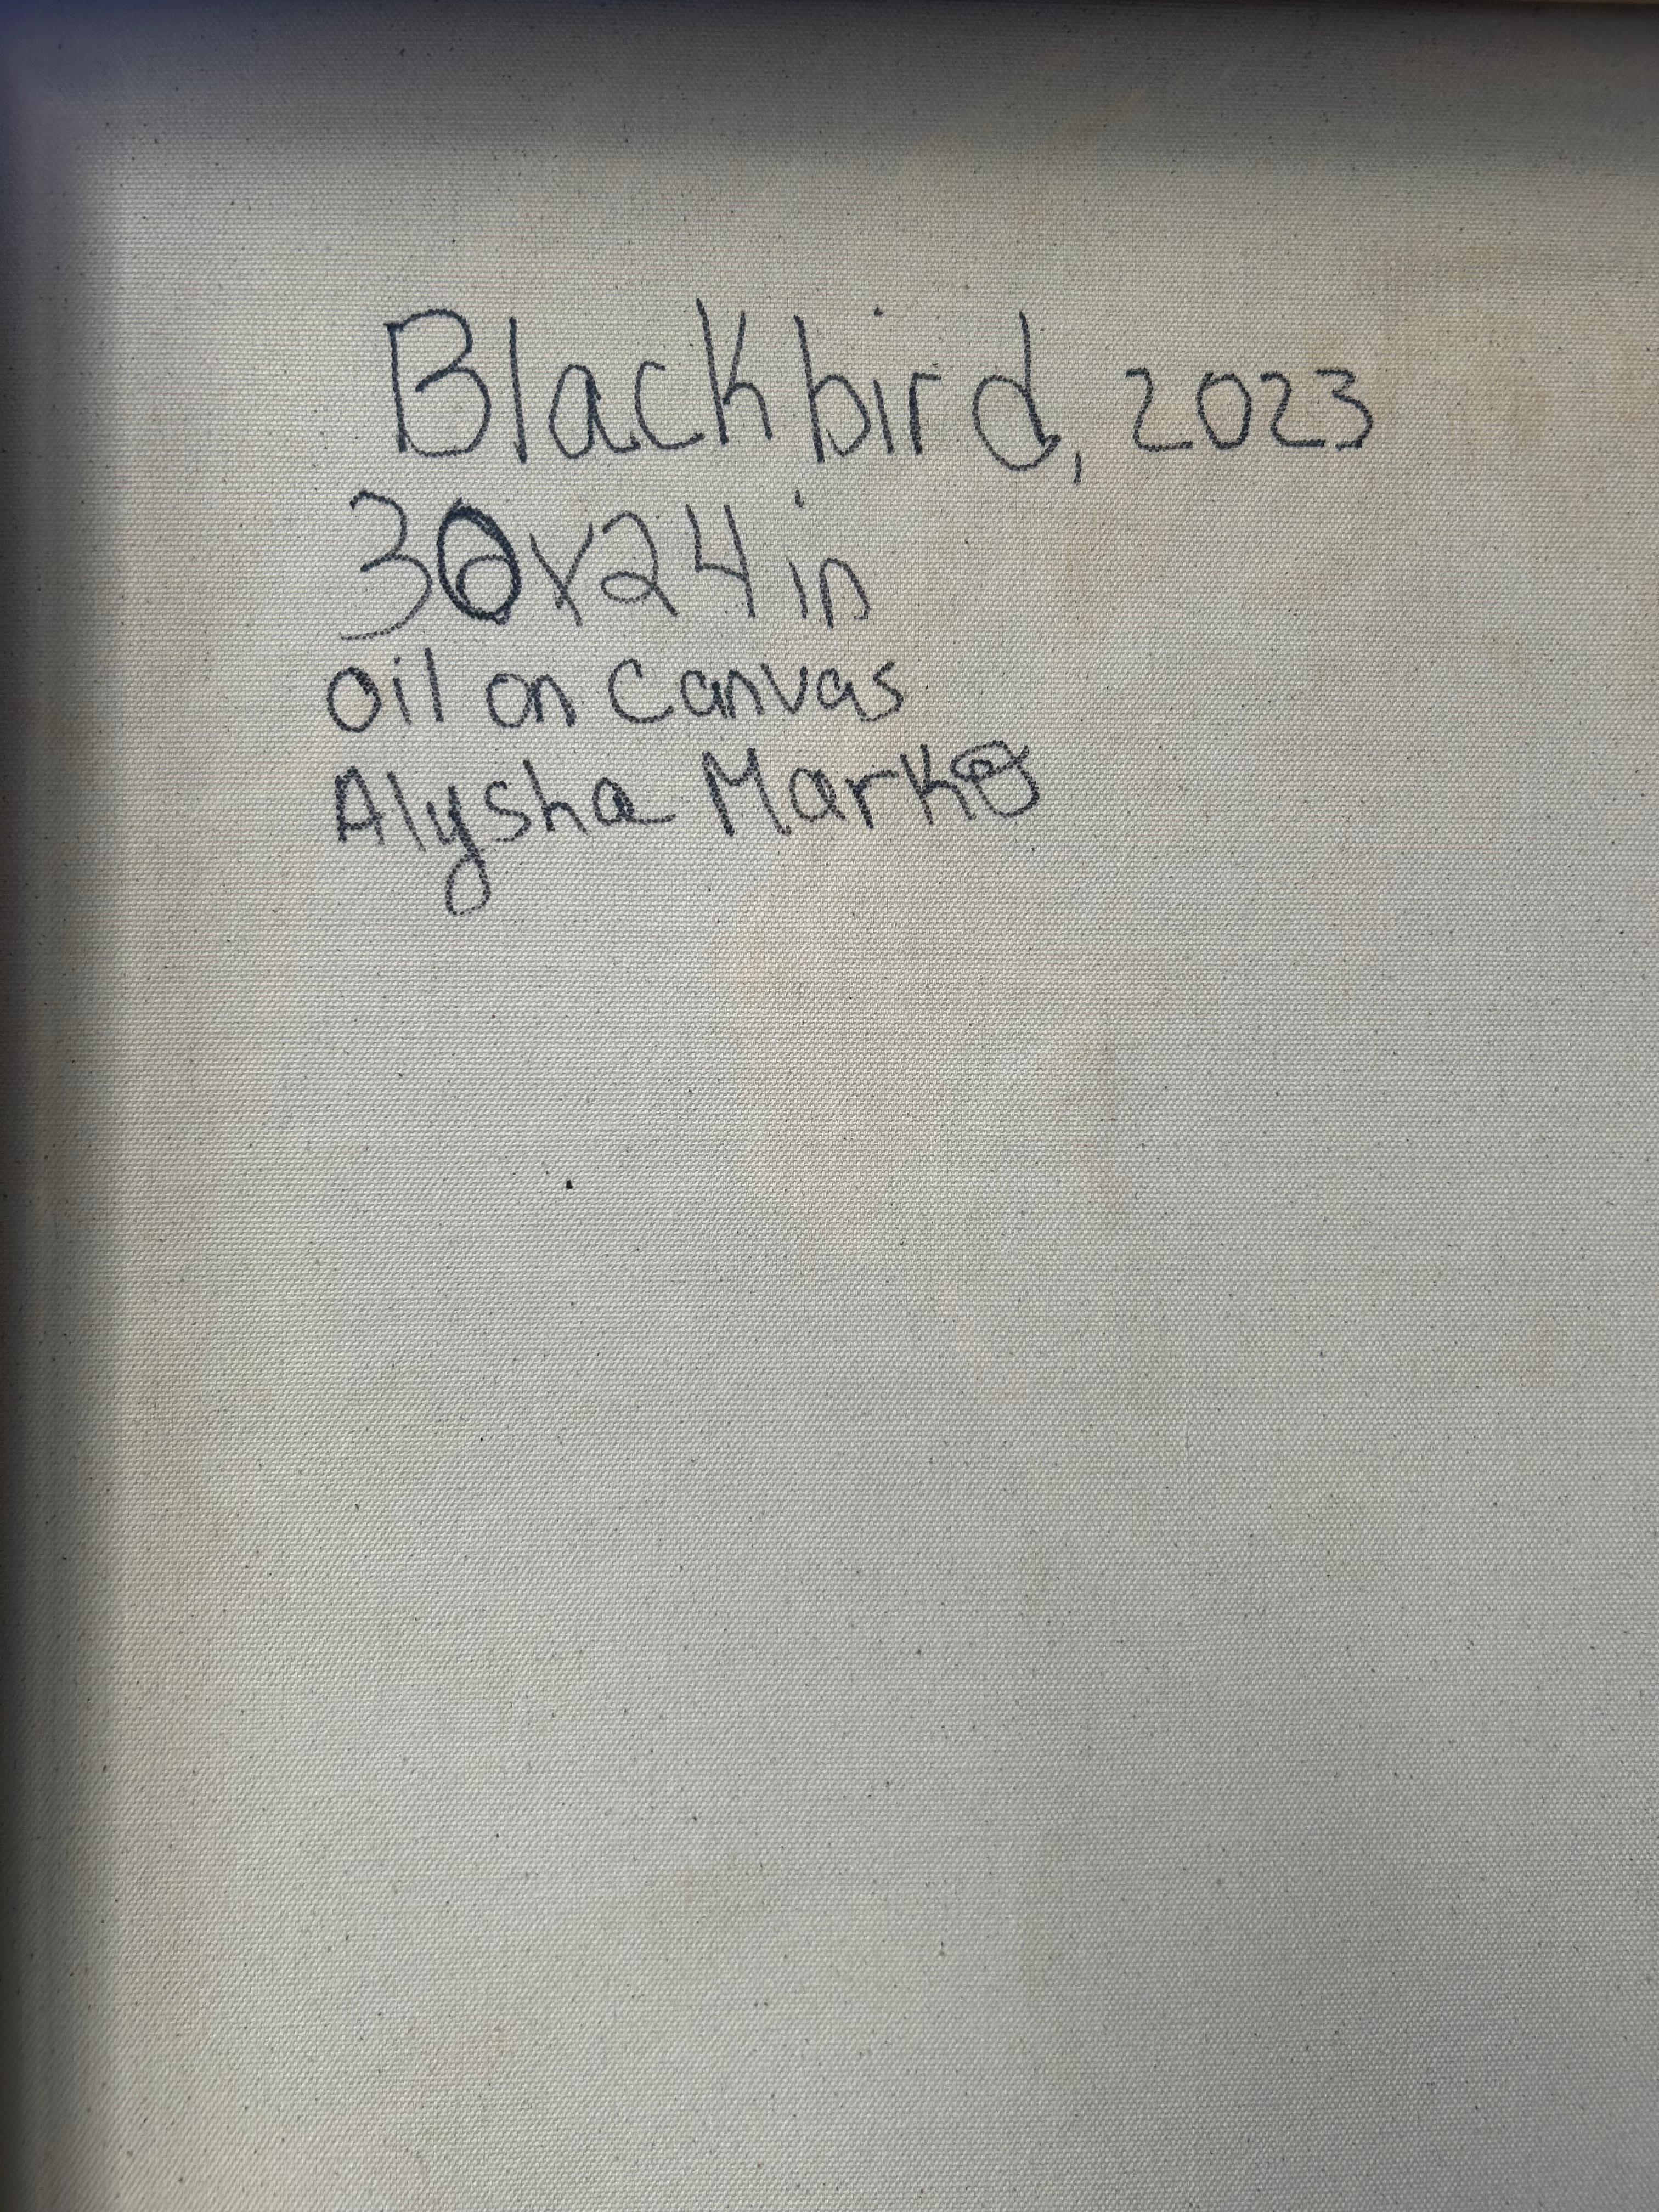 Blackbird, 2023
30x24 in
Oil on Canvas
Alysha Marko